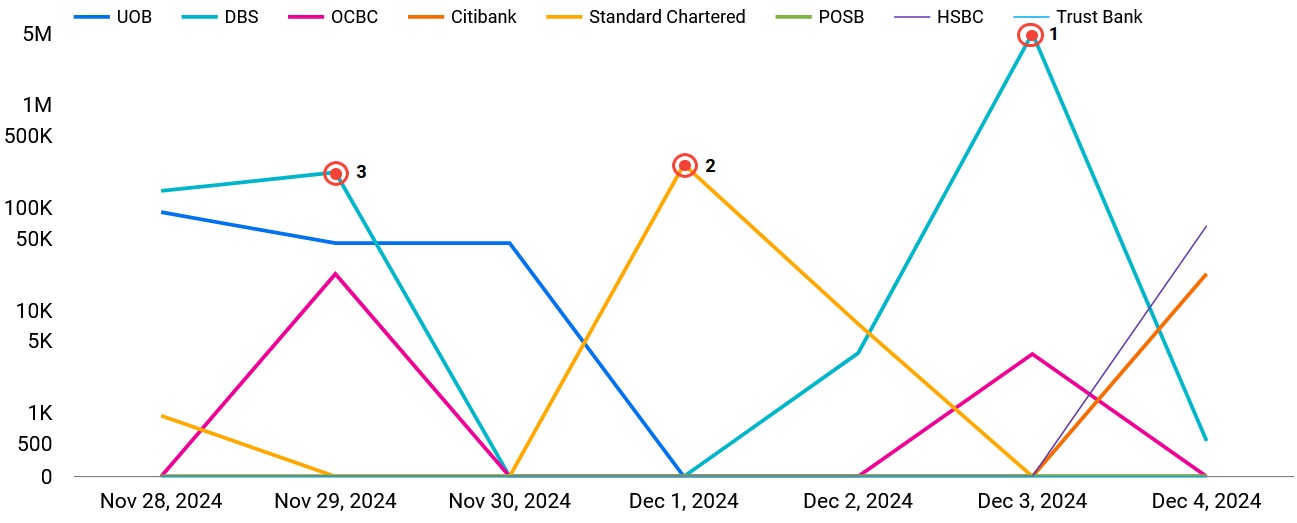 UOB DBS OCBC Citibank Standard Chartered POSB HSBC Trust Bank
5M
1
1M
500K
3
2
100K
50K
10K
5K
1K
500
0
Nov 28, 2024 Nov 29, 2024 Nov 30, 2024 Dec 1, 2024 Dec 2, 2024 Dec 3, 2024 Dec 4, 2024